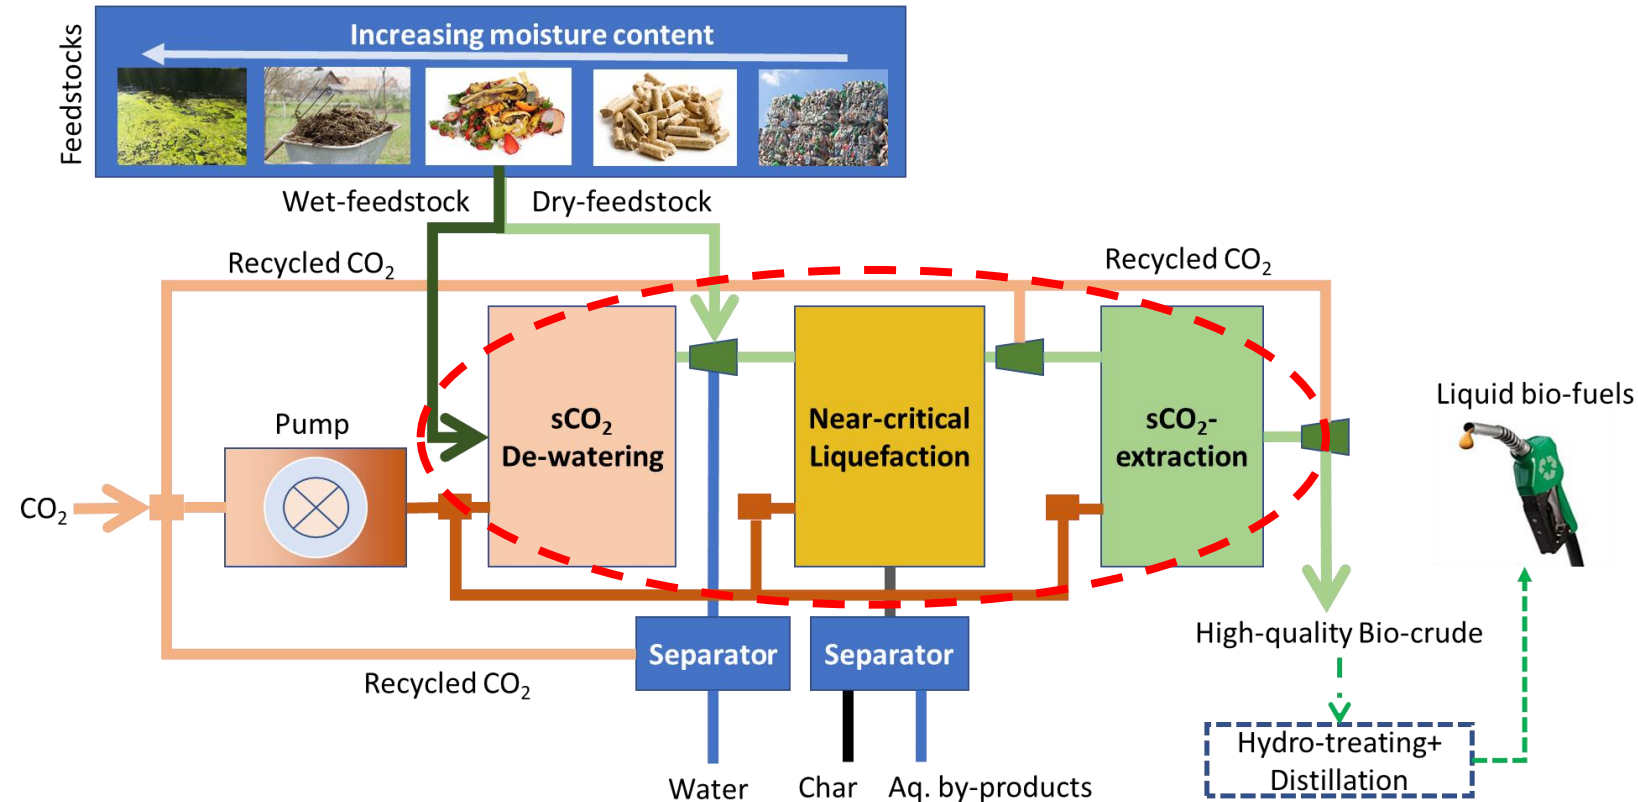 Increasing moisture content
Feedstocks
Wet-feedstock
Dry-feedstock
Recycled CO₂
Recycled CO₂
Pump
CO₂
sCO₂
De-watering
Near-critical
Liquefaction
sCO₂-
extraction
Liquid bio-fuels
Separator
Separator
Recycled CO₂
High-quality Bio-crude
Water
Char
Aq. by-products
Hydro-treating+
Distillation